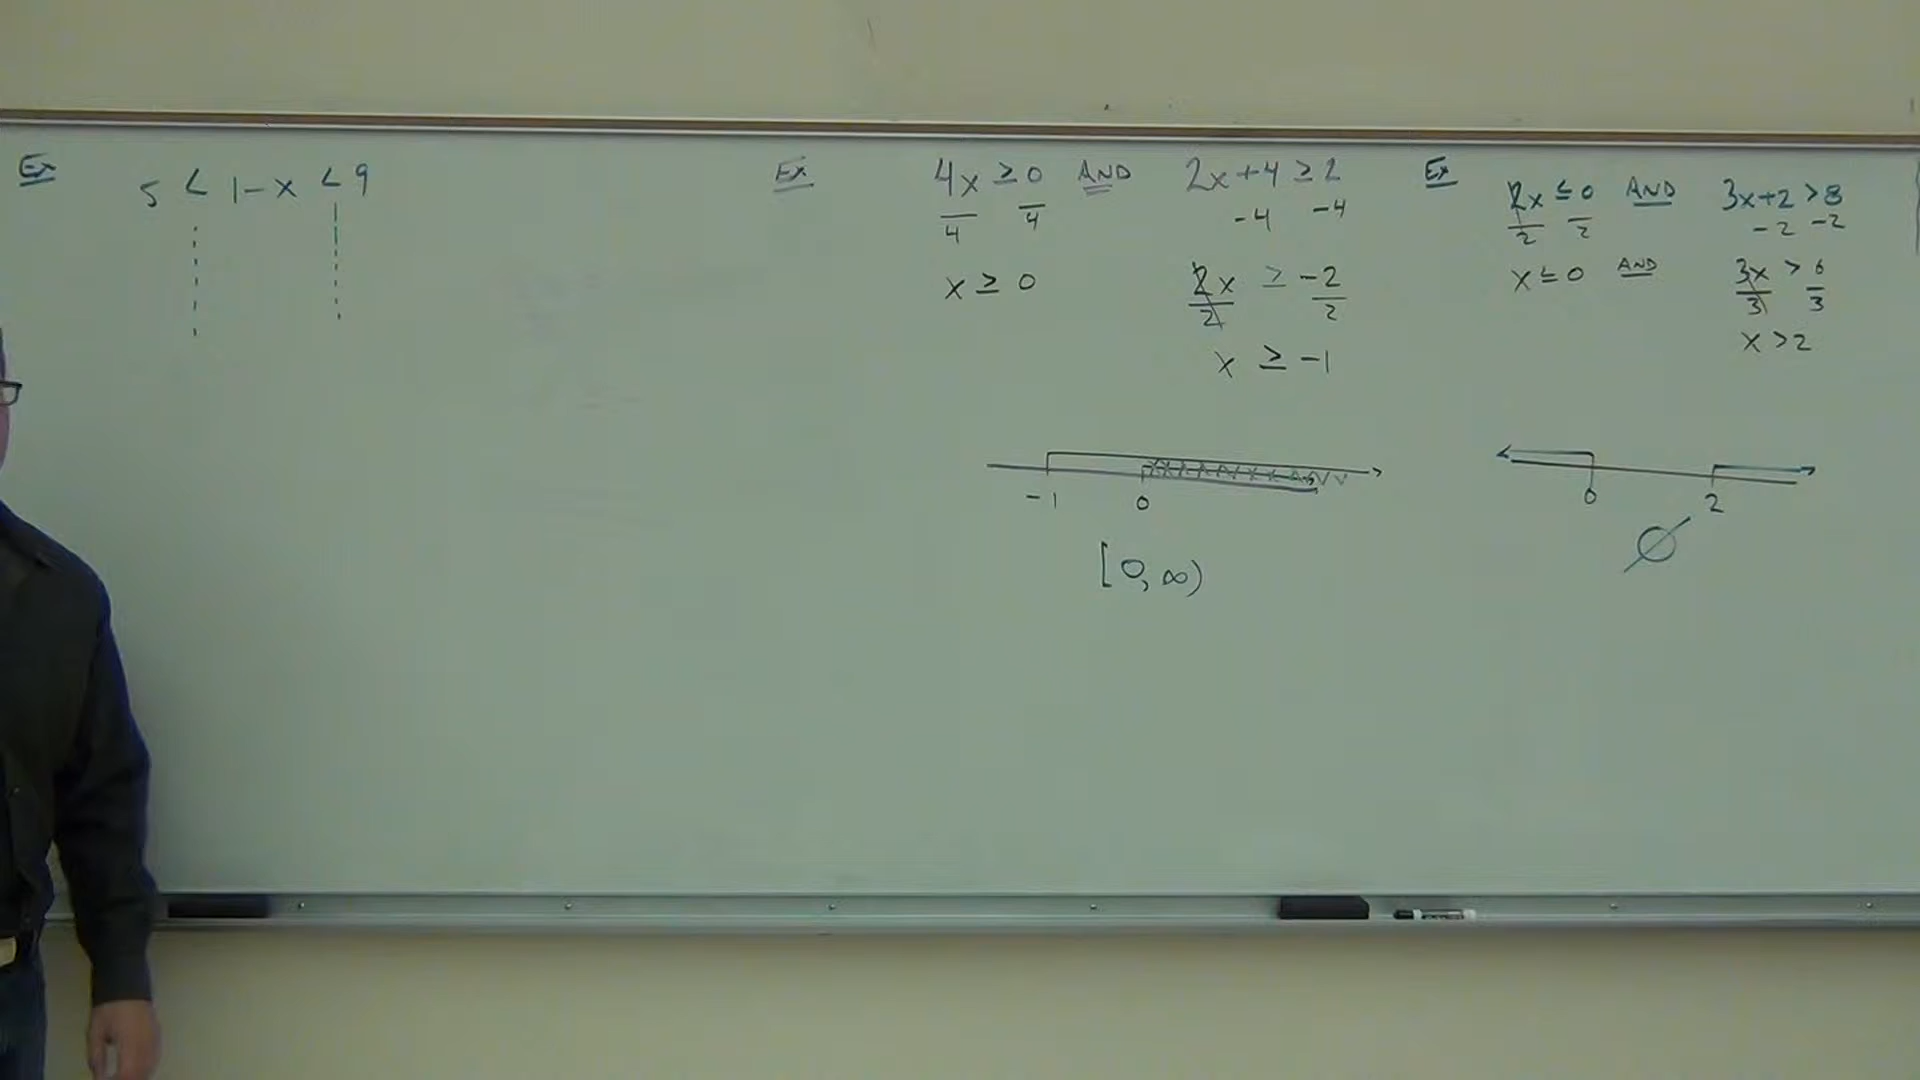 Ex
5 < 1 - x < 9
Ex
4x ≥ 0 AND 2x + 4 ≥ 2
4 4 -4 -4
x ≥ 0 2x ≥ -2
2 2
x ≥ -1
-1 0
[0, ∞)
Ex
2x ≤ 0 AND 3x + 2 > 8
2 2 -2 -2
x ≤ 0 AND 3x > 6
3 3
x > 2
0 2
Ø